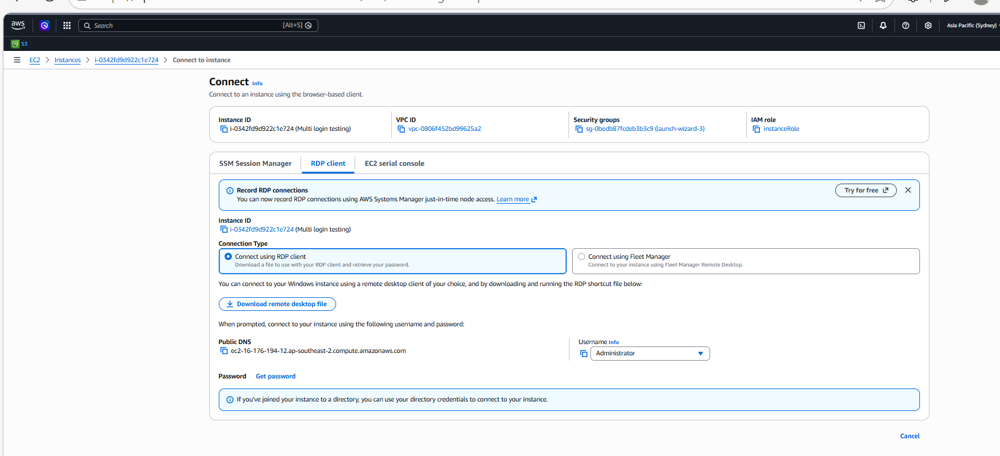 aws
Search
[Alt+S]
Asia Pacific (Sydney)
S3
EC2 > Instances > i-0342fd9d922c1e724 > Connect to instance
Connect Info
Connect to an instance using the browser-based client.
Instance ID
i-0342fd9d922c1e724 (Multi login testing)
VPC ID
vpc-0806f452bd99625a2
Security groups
sg-0bedb87fcdeb3b3c9 (launch-wizard-3)
IAM role
instanceRole
SSM Session Manager
RDP client
EC2 serial console
Record RDP connections
You can now record RDP connections using AWS Systems Manager just-in-time node access. Learn more
Try for free
Instance ID
i-0342fd9d922c1e724 (Multi login testing)
Connection Type
Connect using RDP client
Download a file to use with your RDP client and retrieve your password.
Connect using Fleet Manager
Connect to your instance using Fleet Manager Remote Desktop.
You can connect to your Windows instance using a remote desktop client of your choice, and by downloading and running the RDP shortcut file below:
Download remote desktop file
When prompted, connect to your instance using the following username and password:
Public DNS
ec2-16-176-194-12.ap-southeast-2.compute.amazonaws.com
Username Info
Administrator
Password Get password
If you've joined your instance to a directory, you can use your directory credentials to connect to your instance.
Cancel